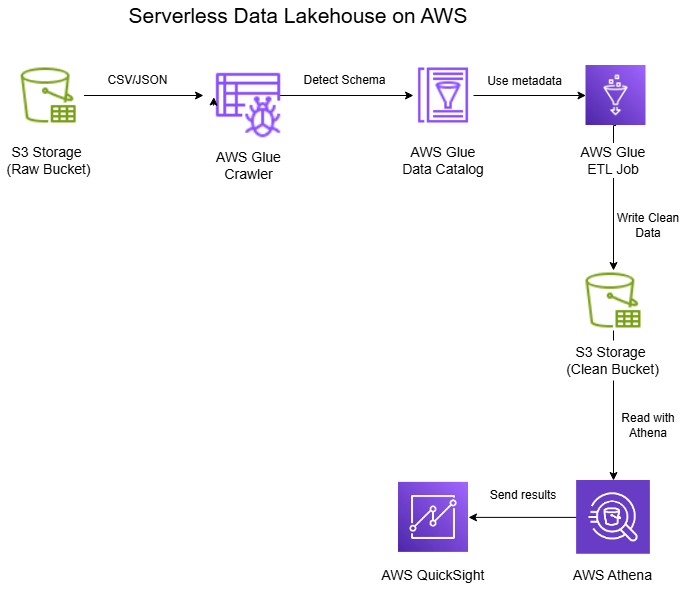 Serverless Data Lakehouse on AWS
CSV/JSON
Detect Schema
Use metadata
S3 Storage
(Raw Bucket)
AWS Glue
Crawler
AWS Glue
Data Catalog
AWS Glue
ETL Job
Write Clean
Data
S3 Storage
(Clean Bucket)
Read with
Athena
Send results
AWS QuickSight
AWS Athena